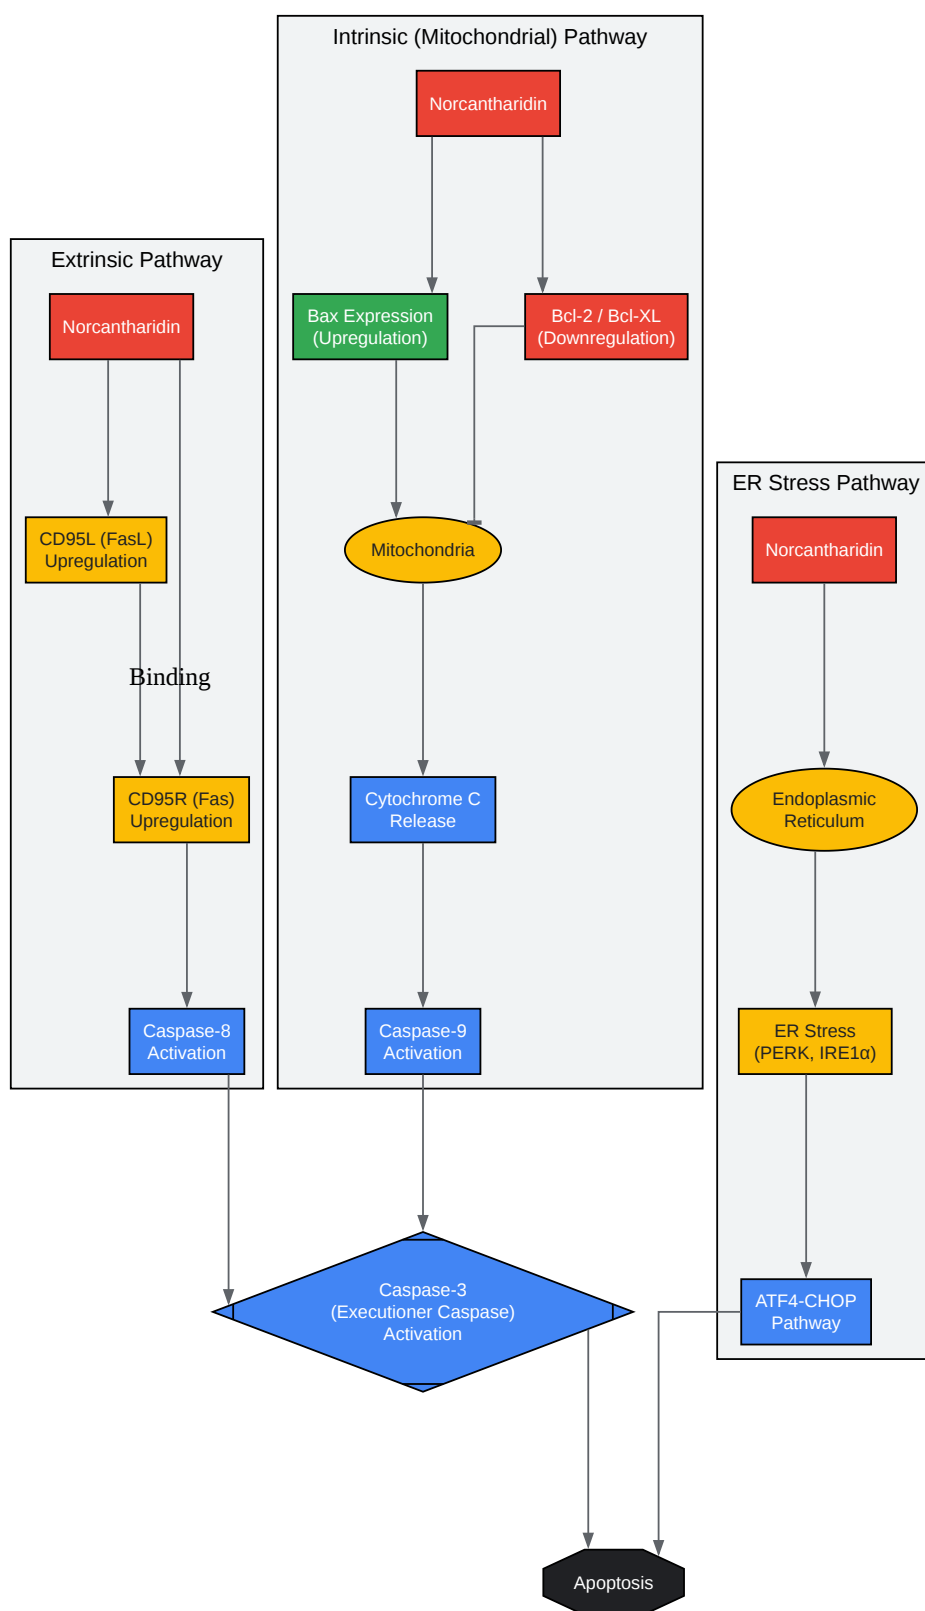 Intrinsic (Mitochondrial) Pathway
Norcantharidin
Extrinsic Pathway
Norcantharidin
Bax Expression
(Upregulation)
Bcl-2 / Bcl-XL
(Downregulation)
ER Stress Pathway
CD95L (FasL)
Upregulation
Mitochondria
Norcantharidin
Binding
CD95R (Fas)
Upregulation
Cytochrome C
Release
Endoplasmic
Reticulum
Caspase-8
Activation
Caspase-9
Activation
ER Stress
(PERK, IRE1α)
Caspase-3
(Executioner Caspase)
Activation
ATF4-CHOP
Pathway
Apoptosis